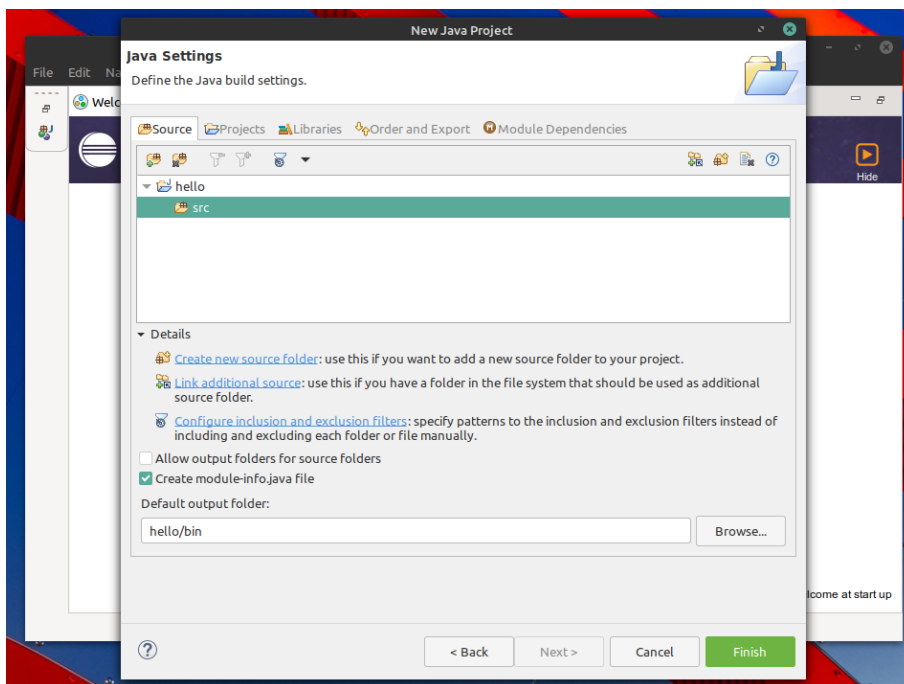 New Java Project
Java Settings
Define the Java build settings.
File Edit Na
Welc
Source Projects Libraries Order and Export Module Dependencies
Hide
hello
src
Details
Create new source folder: use this if you want to add a new source folder to your project.
Link additional source: use this if you have a folder in the file system that should be used as additional
source folder.
Configure inclusion and exclusion filters: specify patterns to the inclusion and exclusion filters instead of
including and excluding each folder or file manually.
Allow output folders for source folders
Create module-info.java file
Default output folder:
hello/bin Browse...
lcome at start up
? < Back Next > Cancel Finish